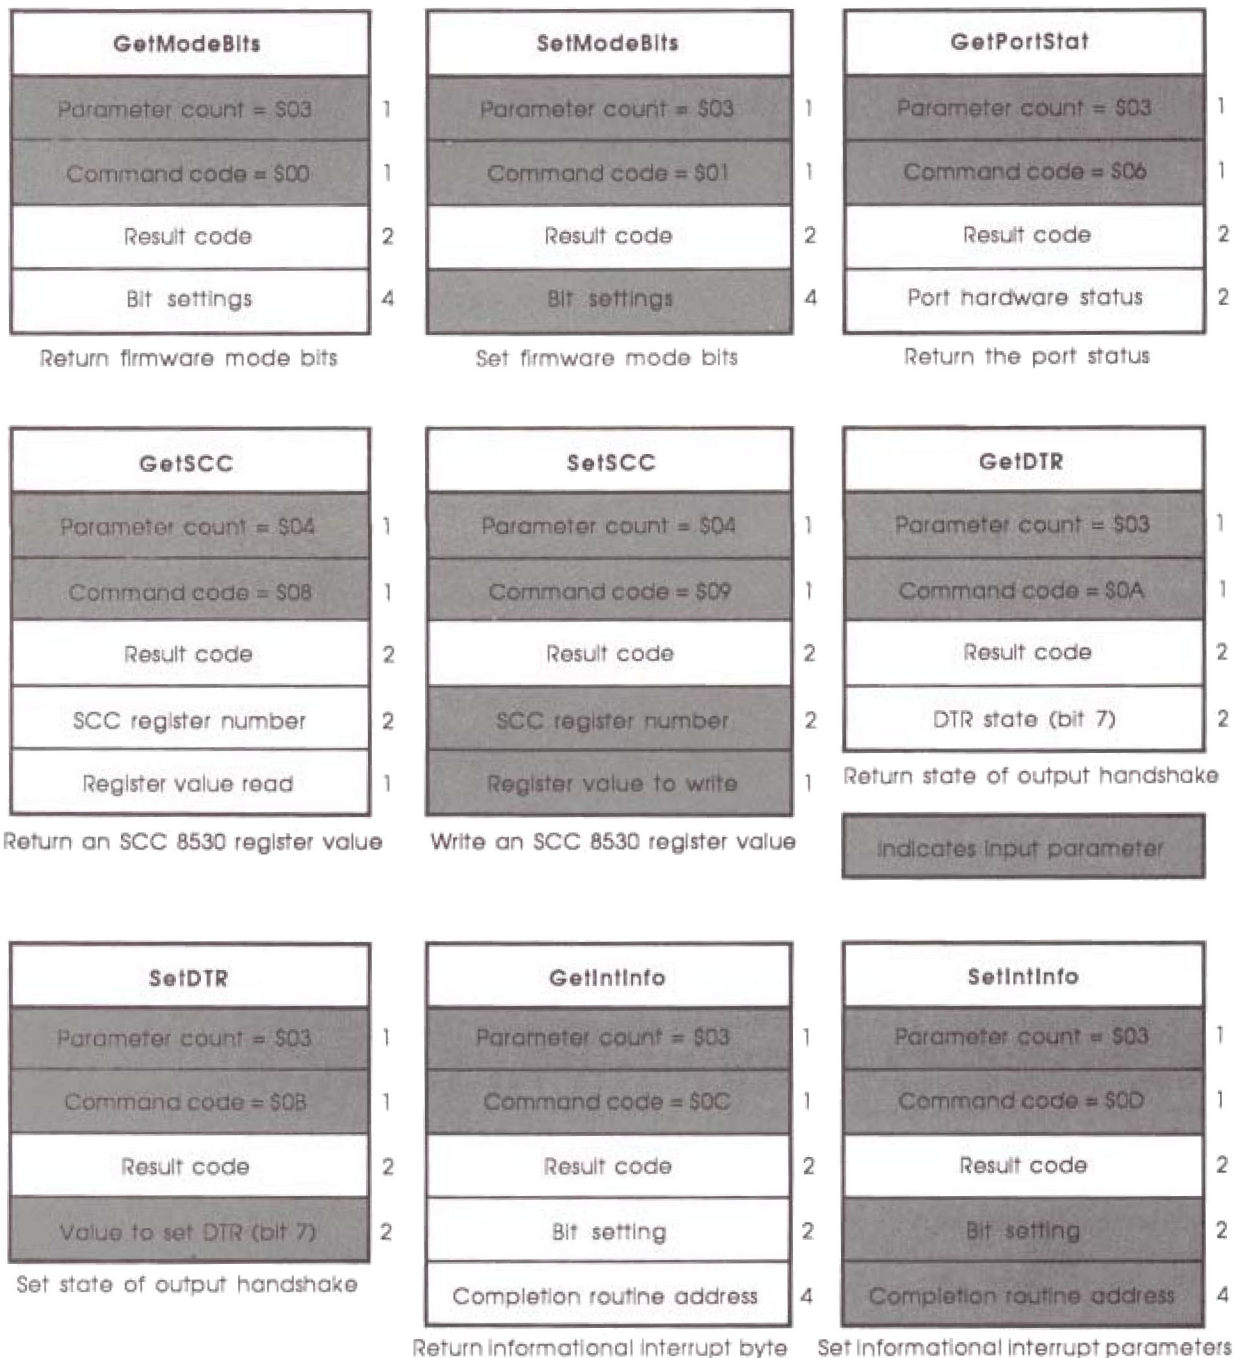 GetModeBits
Parameter count = $03 1
Command code = $00 1
Result code 2
Bit settings 4
Return firmware mode bits
SetModeBits
Parameter count = $03 1
Command code = $01 1
Result code 2
Bit settings 4
Set firmware mode bits
GetPortStat
Parameter count = $03 1
Command code = $06 1
Result code 2
Port hardware status 2
Return the port status
GetSCC
Parameter count = $04 1
Command code = $08 1
Result code 2
SCC register number 2
Register value read 1
Return an SCC 8530 register value
SetSCC
Parameter count = $04 1
Command code = $09 1
Result code 2
SCC register number 2
Register value to write 1
Write an SCC 8530 register value
GetDTR
Parameter count = $03 1
Command code = $0A 1
Result code 2
DTR state (bit 7) 2
Return state of output handshake
Indicates input parameter
SetDTR
Parameter count = $03 1
Command code = $0B 1
Result code 2
Value to set DTR (bit 7) 2
Set state of output handshake
GetIntInfo
Parameter count = $03 1
Command code = $0C 1
Result code 2
Bit setting 2
Completion routine address 4
Return informational interrupt byte
SetIntInfo
Parameter count = $03 1
Command code = $0D 1
Result code 2
Bit setting 2
Completion routine address 4
Set informational interrupt parameters